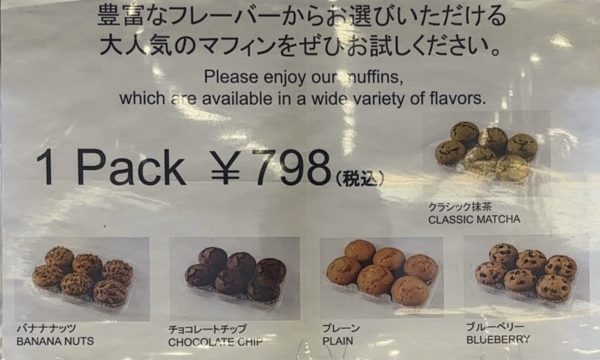 豊富なフレーバーからお選びいただける
大人気のマフィンをぜひお試しください。
Please enjoy our muffins,
which are available in a wide variety of flavors.
1 Pack ¥798(税込)
クラシック抹茶
CLASSIC MATCHA
バナナナッツ
BANANA NUTS
チョコレートチップ
CHOCOLATE CHIP
プレーン
PLAIN
ブルーベリー
BLUEBERRY